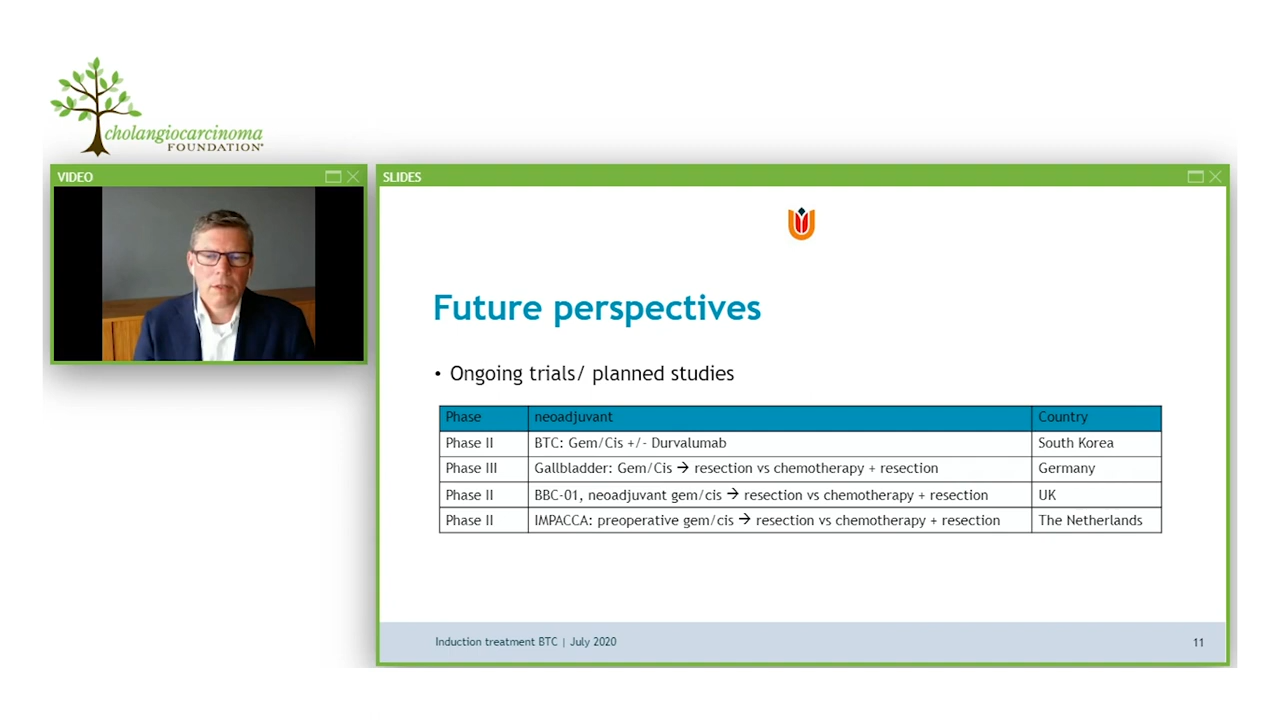 cholangiocarcinoma
FOUNDATION®
VIDEO
SLIDES
Future perspectives
• Ongoing trials/ planned studies
Phase neoadjuvant Country
Phase II BTC: Gem/Cis +/- Durvalumab South Korea
Phase III Gallbladder: Gem/Cis → resection vs chemotherapy + resection Germany
Phase II BBC-01, neoadjuvant gem/cis → resection vs chemotherapy + resection UK
Phase II IMPACCA: preoperative gem/cis → resection vs chemotherapy + resection The Netherlands
Induction treatment BTC | July 2020 11